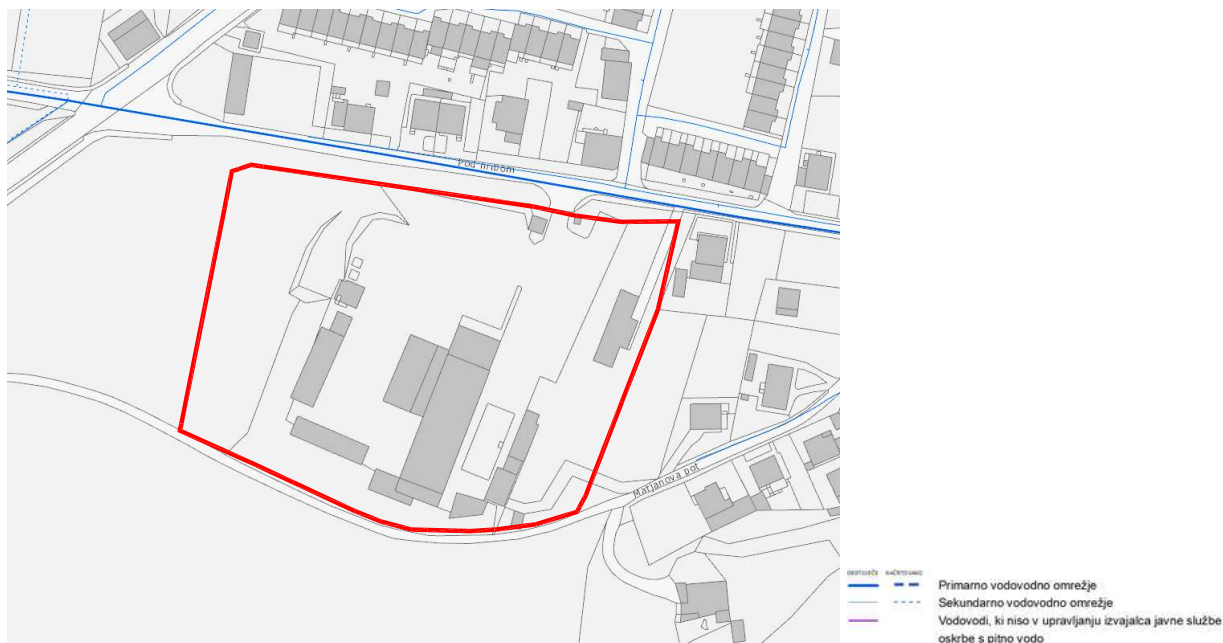 Pod hribom
Matjanova pot
OBSTOJEČE NAČRTOVANO
Primarno vodovodno omrežje
Sekundarno vodovodno omrežje
Vodovodi, ki niso v upravljanju izvajalca javne službe
oskrbe s pitno vodo